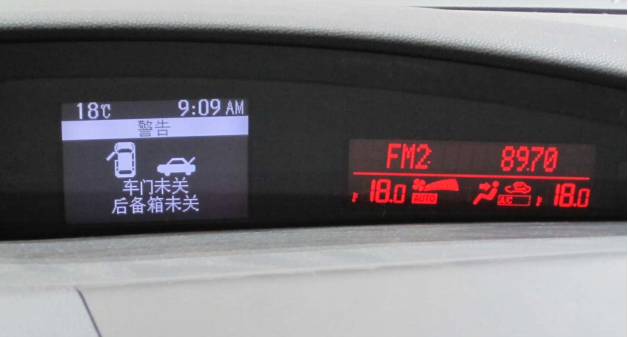 18℃ 9:09 AM
警告
车门未关
后备箱未关
FM2 89.70
18.0 AUTO A/C 18.0